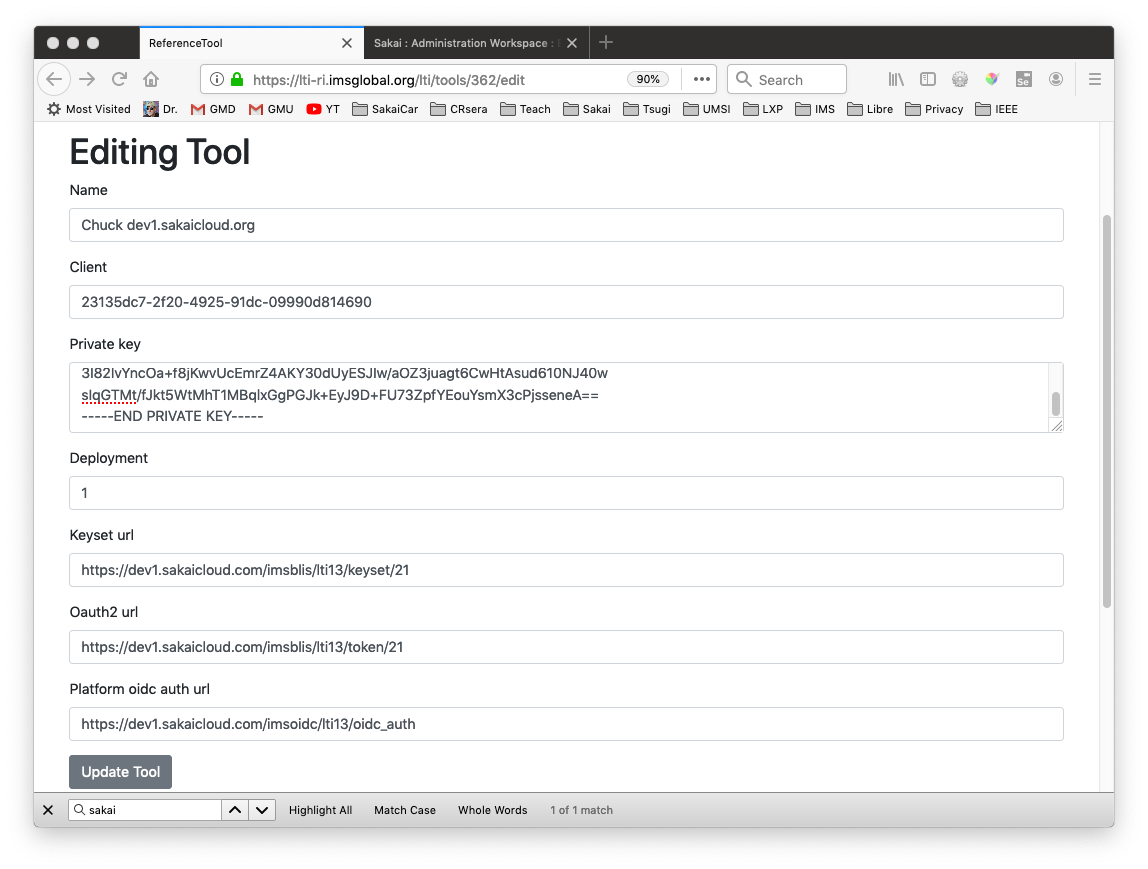 ReferenceTool
Sakai : Administration Workspace :
https://lti-ri.imsglobal.org/lti/tools/362/edit 90% Search
Most Visited Dr. GMD GMU YT SakaiCar CRsera Teach Sakai Tsugi UMSI LXP IMS Libre Privacy IEEE
Editing Tool
Name
Chuck dev1.sakaicloud.org
Client
23135dc7-2f20-4925-91dc-09990d814690
Private key
3I82IvYncOa+f8jKwvUcEmrZ4AKY30dUyESJIw/aOZ3juagt6CwHtAsud610NJ40w
slqGTMt/fJkt5WtMhT1MBqlxGgPGJk+EyJ9D+FU73ZpfYEouYsmX3cPjsseneA==
-----END PRIVATE KEY-----
Deployment
1
Keyset url
https://dev1.sakaicloud.com/imsblis/lti13/keyset/21
Oauth2 url
https://dev1.sakaicloud.com/imsblis/lti13/token/21
Platform oidc auth url
https://dev1.sakaicloud.com/imsoidc/lti13/oidc_auth
Update Tool
sakai Highlight All Match Case Whole Words 1 of 1 match